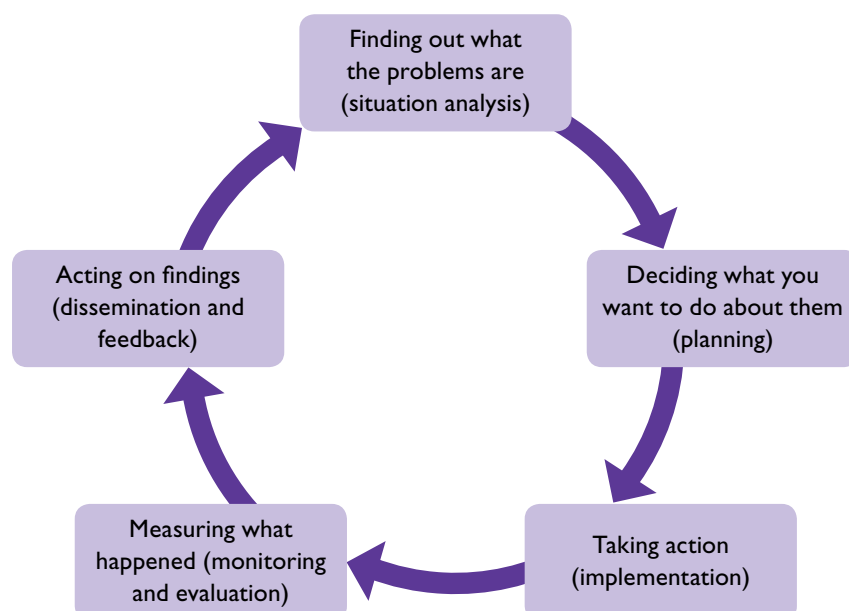 Finding out what
the problems are
(situation analysis)
Deciding what you
want to do about them
(planning)
Taking action
(implementation)
Measuring what
happened (monitoring
and evaluation)
Acting on findings
(dissemination and
feedback)